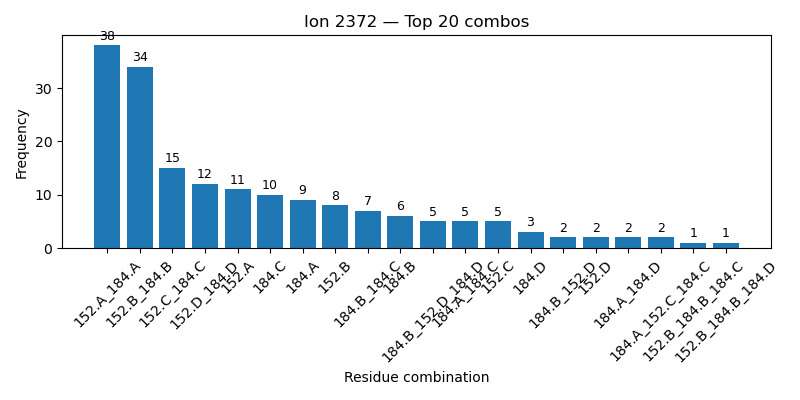 Ion 2372 — Top 20 combos
Frequency
30
20
10
0
38
34
15
12
11
10
9
8
7
6
5
5
5
3
2
2
2
2
1
1
152.A_184.A
152.B_184.B
152.C_184.C
152.D_184.D
152.A
184.C
184.A
152.B
184.B_184.C
184.B
184.B_152.D_184.D
184.A_184.C
152.C
184.D
184.B_152.D
152.D
184.A_184.D
184.A_152.C_184.C
152.B_184.B_184.C
152.B_184.B_184.D
Residue combination